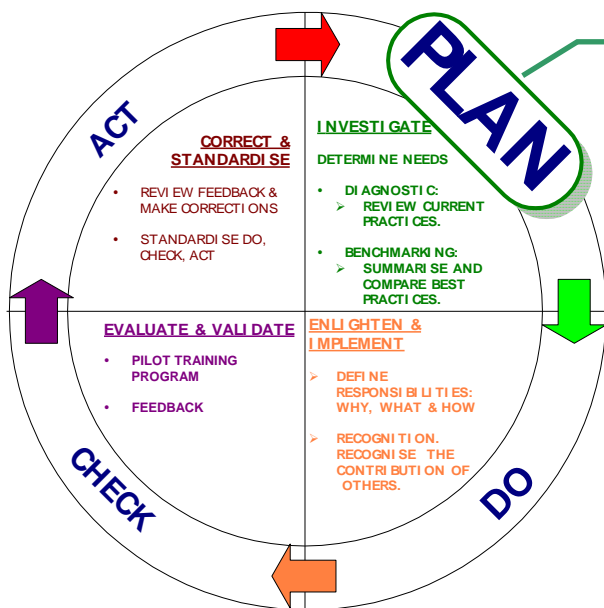 PLAN
ACT
CORRECT &
STANDARDISE
• REVIEW FEEDBACK &
MAKE CORRECTIONS
• STANDARDISE DO,
CHECK, ACT
INVESTIGATE
DETERMINE NEEDS
• DIAGNOSTIC:
➢ REVIEW CURRENT
PRACTICES.
• BENCHMARKING:
➢ SUMMARISE AND
COMPARE BEST
PRACTICES.
EVALUATE & VALIDATE
• PILOT TRAINING
PROGRAM
• FEEDBACK
ENLIGHTEN &
IMPLEMENT
➢ DEFINE
RESPONSIBILITIES:
WHY, WHAT & HOW
➢ RECOGNITION.
RECOGNISE THE
CONTRIBUTION OF
OTHERS.
CHECK
DO